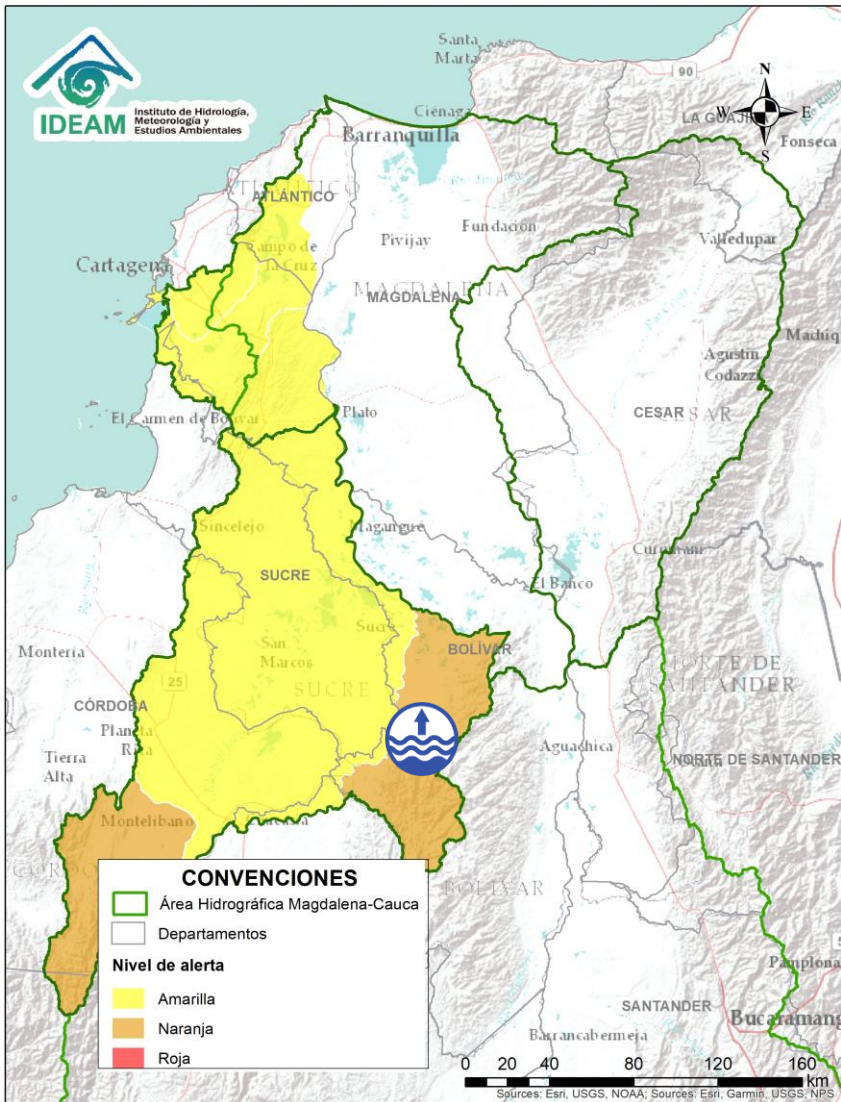 IDEAM
Instituto de Hidrología,
Meteorología y
Estudios Ambientales
Santa
Marta
90
N
W
E
S
Ciénaga
LA GUAJIRA
Barranquilla
Fonseca
ATLÁNTICO
Fundación
Pivijay
Valledupar
Campo de
la Cruz
Cartagena
MAGDALENA
MAGDALENA
Agustín
Codazzi
CESAR
CESAR
El Carmen de Bolívar
Plato
Sincelejo
Magangué
Curumaní
SUCRE
El Banco
Sucre
San
Marcos
BOLÍVAR
Montería
NORTE DE
SANTANDER
25
SUCRE
CÓRDOBA
Planeta
Rica
Tierra
Alta
Aguachica
NORTE DE SANTANDER
Montelíbano
BOLÍVAR
CONVENCIONES
Área Hidrográfica Magdalena-Cauca
Departamentos
Nivel de alerta
Amarilla
Naranja
Roja
Pamplona
SANTANDER
Bucaramang
Barrancabermeja
0 20 40 80 120 160
km
Sources: Esri, USGS, NOAA; Sources: Esri, Garmin, USGS, NPS